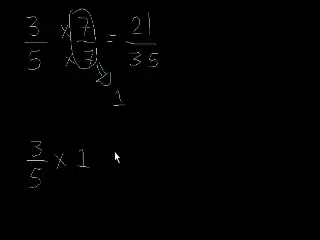 3/5 × 7/7 = 21/35
1
3/5 × 1